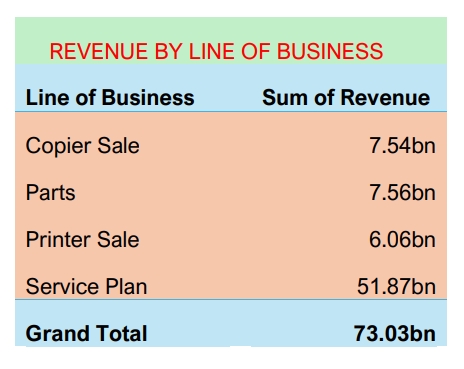 REVENUE BY LINE OF BUSINESS
Line of Business Sum of Revenue
Copier Sale 7.54bn
Parts 7.56bn
Printer Sale 6.06bn
Service Plan 51.87bn
Grand Total 73.03bn